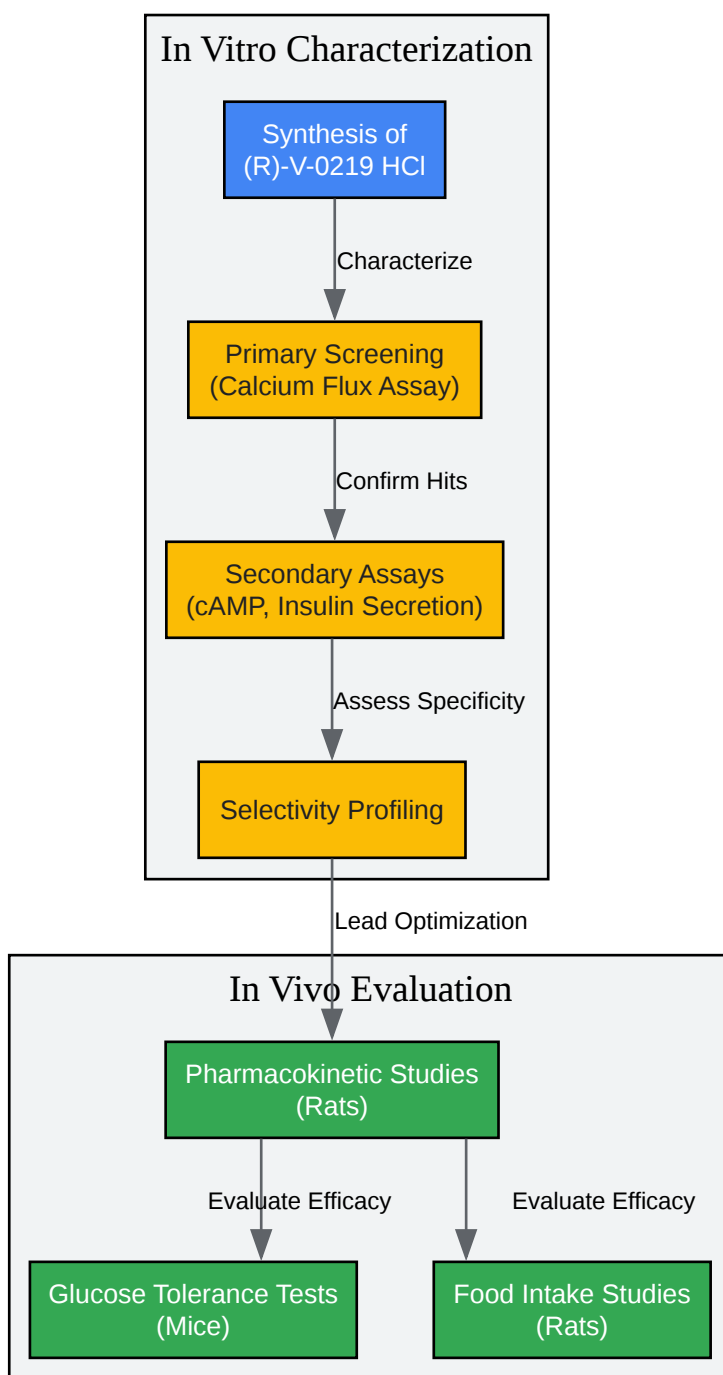 In Vitro Characterization
Synthesis of
(R)-V-0219 HCl
Characterize
Primary Screening
(Calcium Flux Assay)
Confirm Hits
Secondary Assays
(cAMP, Insulin Secretion)
Assess Specificity
Selectivity Profiling
Lead Optimization
In Vivo Evaluation
Pharmacokinetic Studies
(Rats)
Evaluate Efficacy
Evaluate Efficacy
Glucose Tolerance Tests
(Mice)
Food Intake Studies
(Rats)